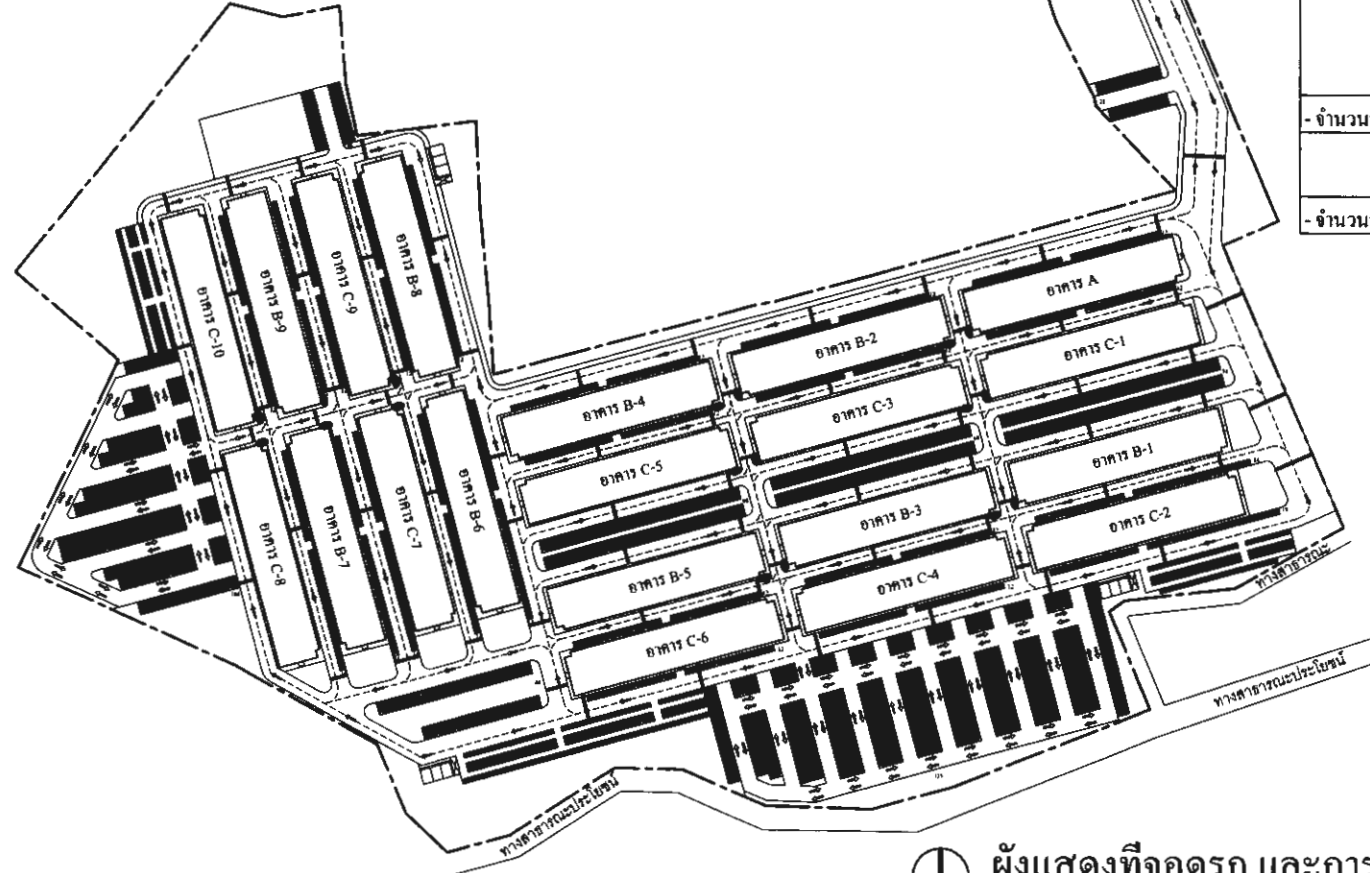 - จำนวน
- จำนวน
อาคาร B-8
อาคาร C-9
อาคาร B-9
อาคาร C-10
อาคาร A
อาคาร B-2
อาคาร C-1
อาคาร B-4
อาคาร C-3
อาคาร C-5
อาคาร B-1
อาคาร B-6
อาคาร C-7
อาคาร B-7
อาคาร C-8
อาคาร B-3
อาคาร C-2
อาคาร B-5
อาคาร C-4
อาคาร C-6
ทางสาธารณะ
ทางสาธารณะประโยชน์
ทางสาธารณะประโยชน์
ผังแสดงที่จอดรถ และการ